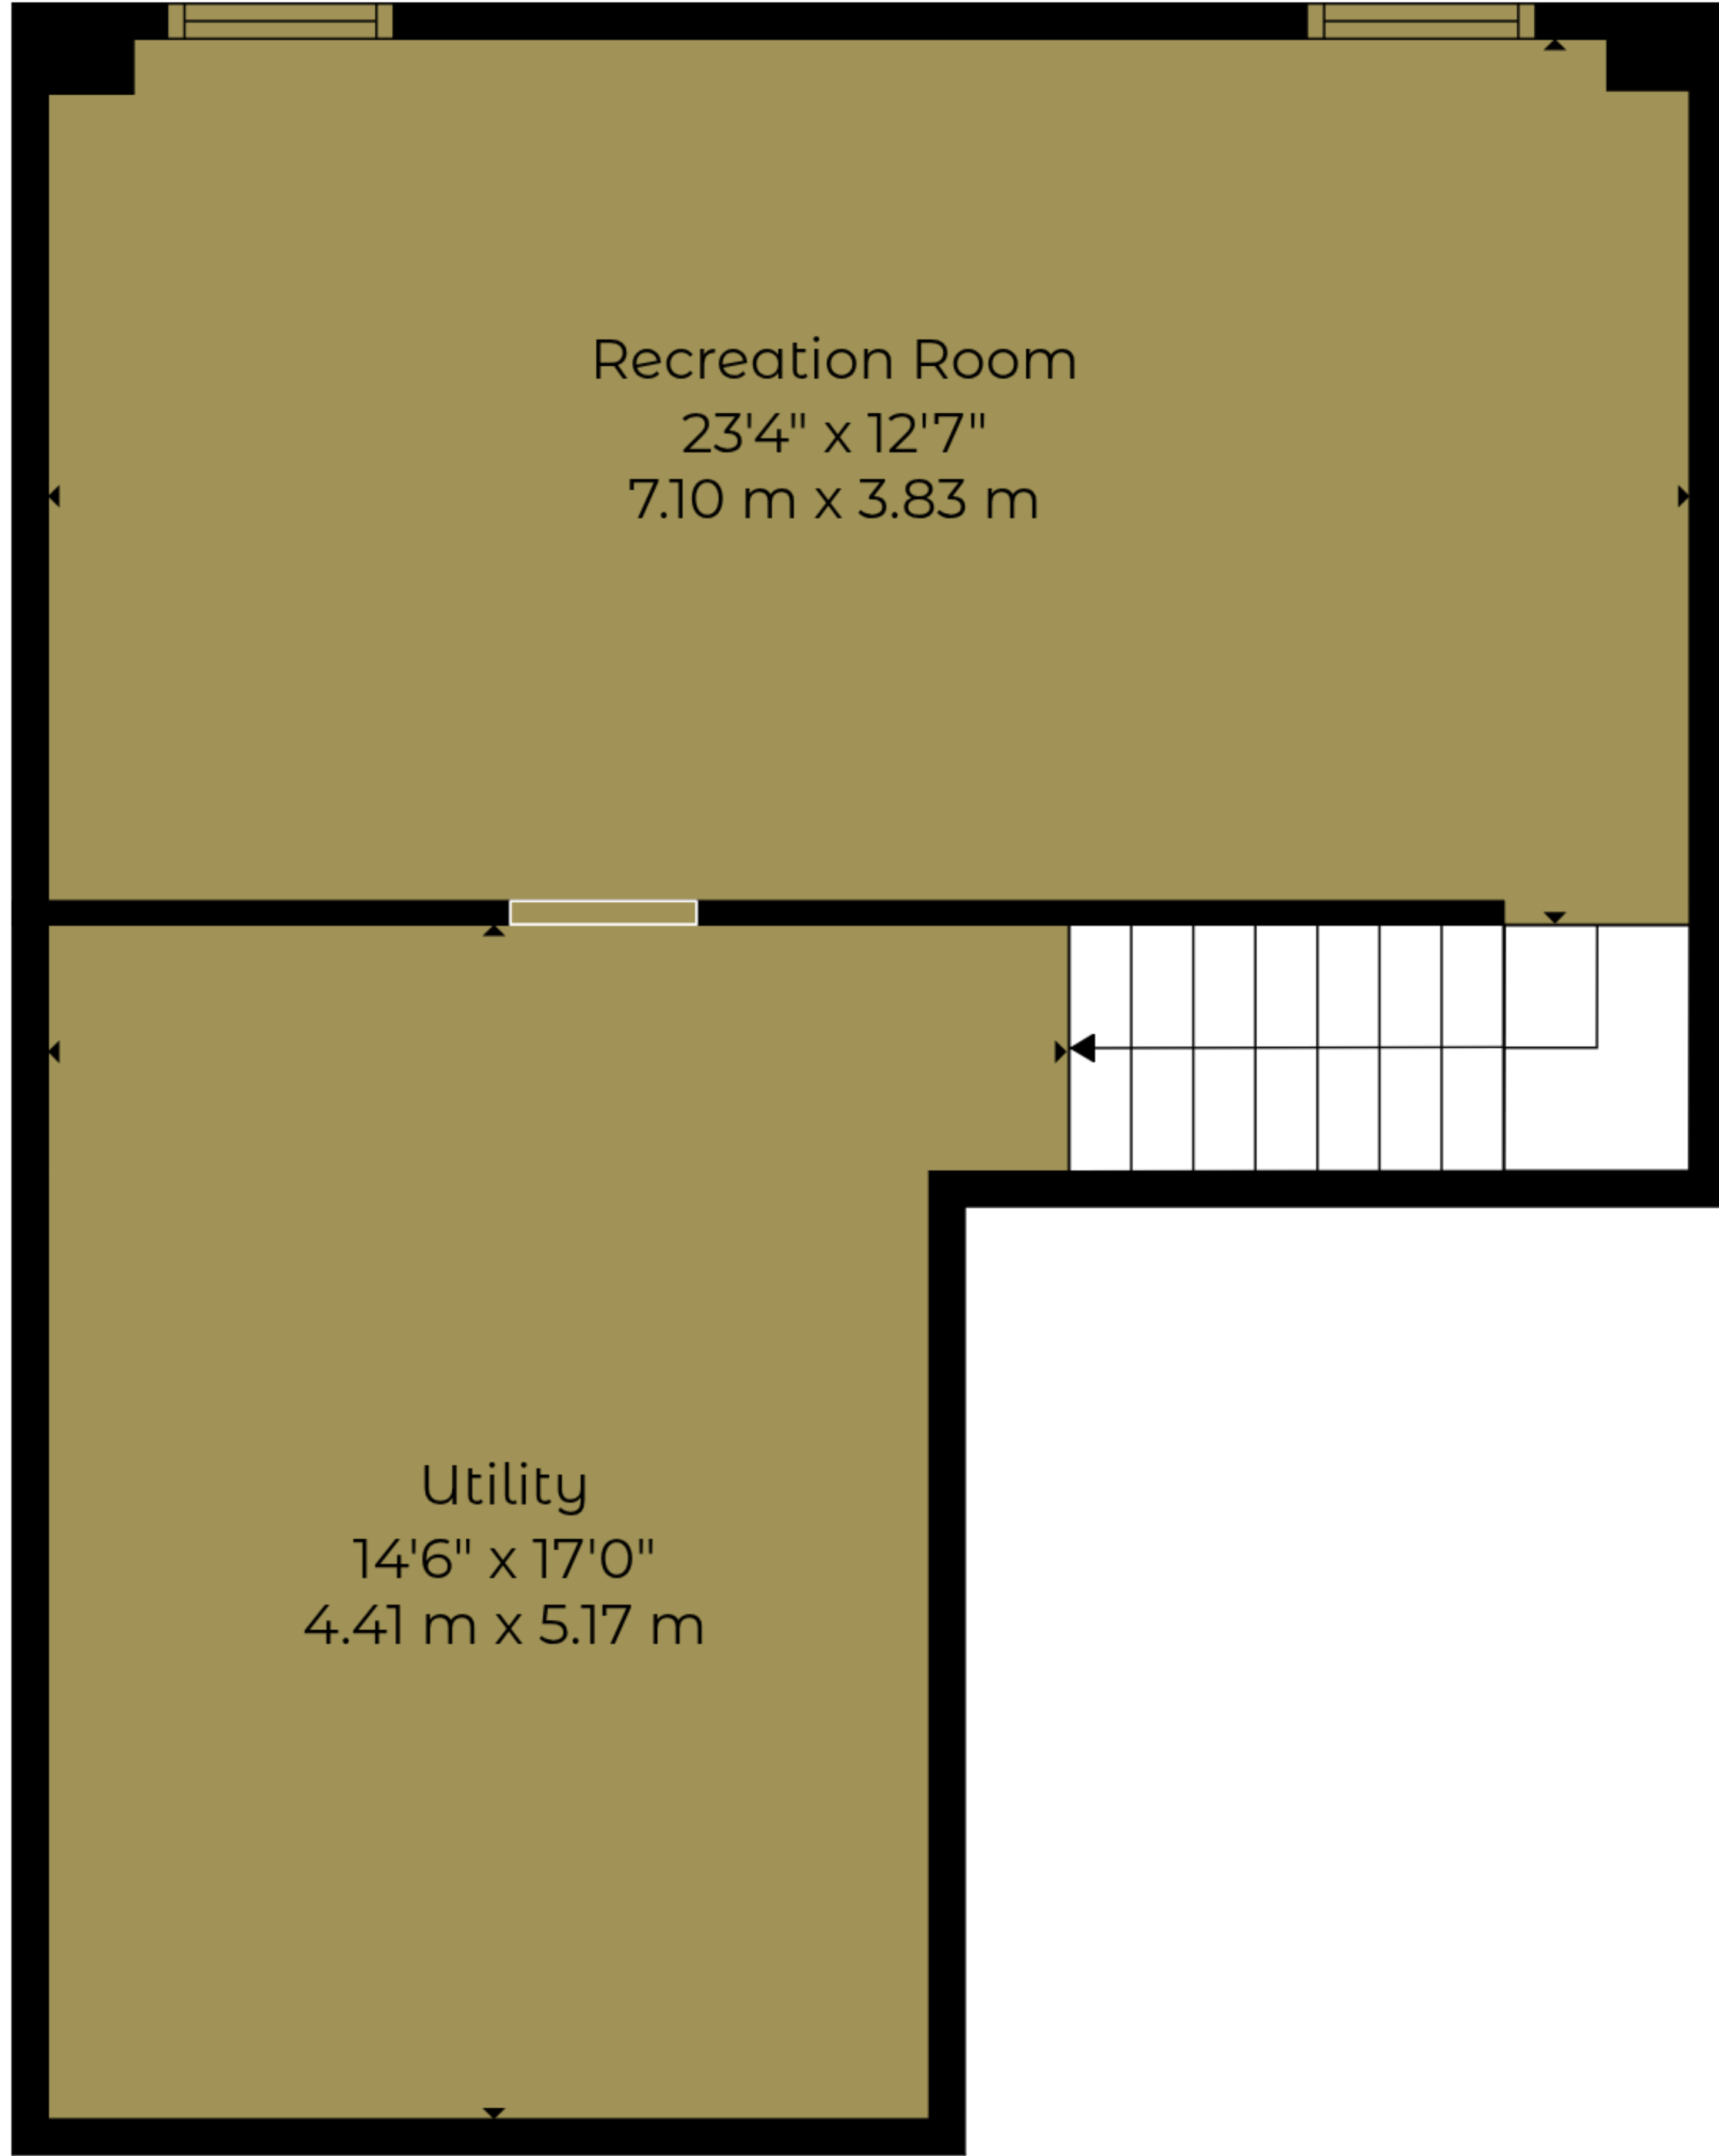 Recreation Room
23'4" x 12'7"
7.10 m x 3.83 m
Utility
14'6" x 17'0"
4.41 m x 5.17 m